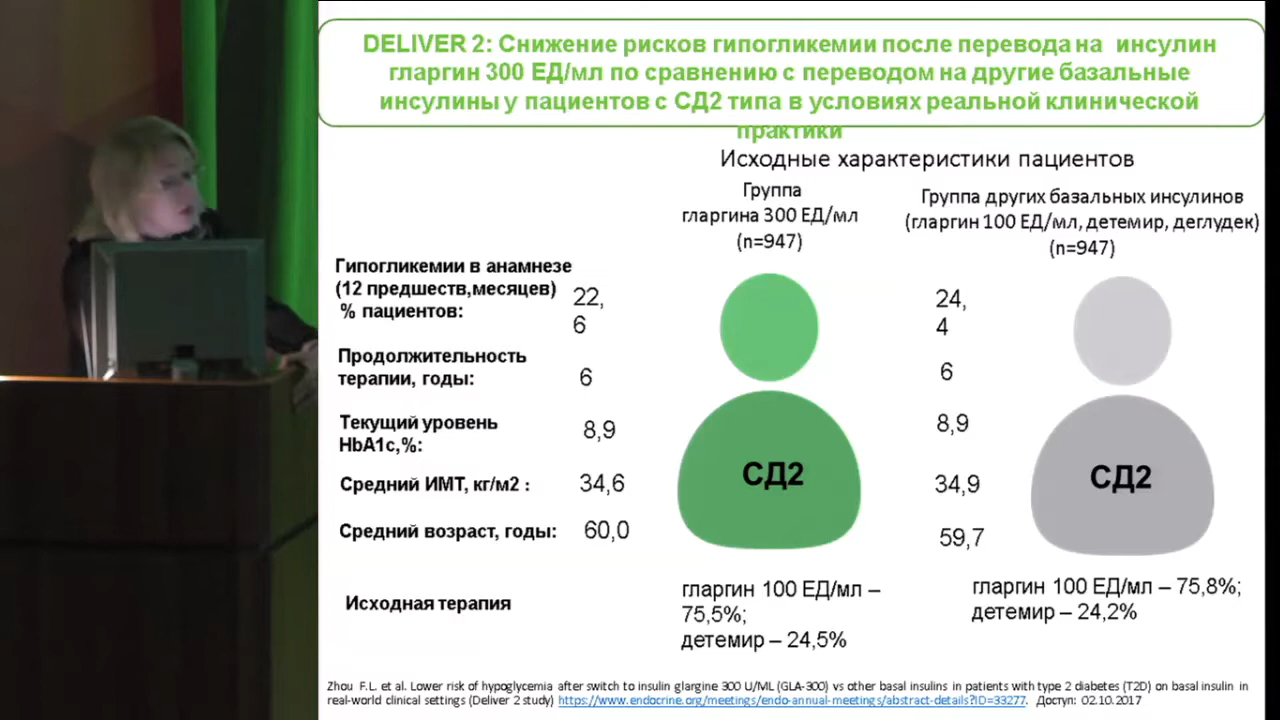 DELIVER 2: Снижение рисков гипогликемии после перевода на инсулин
гларгин 300 ЕД/мл по сравнению с переводом на другие базальные
инсулины у пациентов с СД2 типа в условиях реальной клинической
практики
Исходные характеристики пациентов
Группа
гларгина 300 ЕД/мл
(n=947)
Группа других базальных инсулинов
(гларгин 100 ЕД/мл, детемир, деглудек)
(n=947)
Гипогликемии в анамнезе
(12 предшеств,месяцев)
% пациентов:
22,
6
24,
4
Продолжительность
терапии, годы:
6
6
Текущий уровень
HbA1c,%:
8,9
8,9
Средний ИМТ, кг/м2 :
34,6
34,9
Средний возраст, годы:
60,0
59,7
СД2
СД2
Исходная терапия
гларгин 100 ЕД/мл –
75,5%;
детемир – 24,5%
гларгин 100 ЕД/мл – 75,8%;
детемир – 24,2%
Zhou F.L. et al. Lower risk of hypoglycemia after switch to insulin glargine 300 U/ML (GLA-300) vs other basal insulins in patients with type 2 diabetes (T2D) on basal insulin in
real-world clinical settings (Deliver 2 study) https://www.endocrine.org/meetings/endo-annual-meetings/abstract-details?ID=33277. Доступ: 02.10.2017